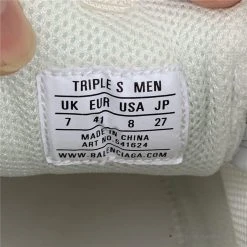 TRIPLE S MEN
UK EUR USA JP
7 41 8 27
MADE IN CHINA
ART NO 541624
WWW.BALENCIAGA.COM